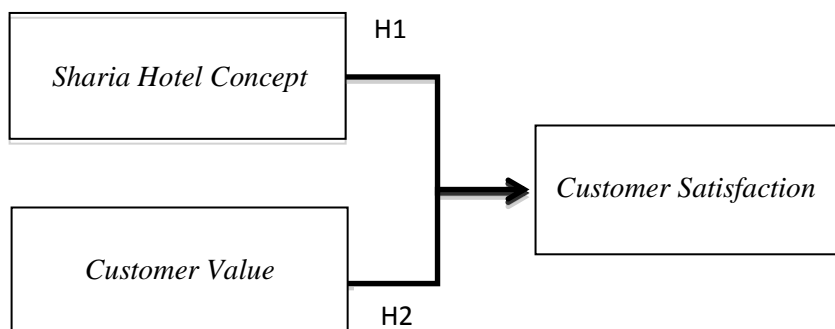 H1
Sharia Hotel Concept
Customer Satisfaction
Customer Value
H2